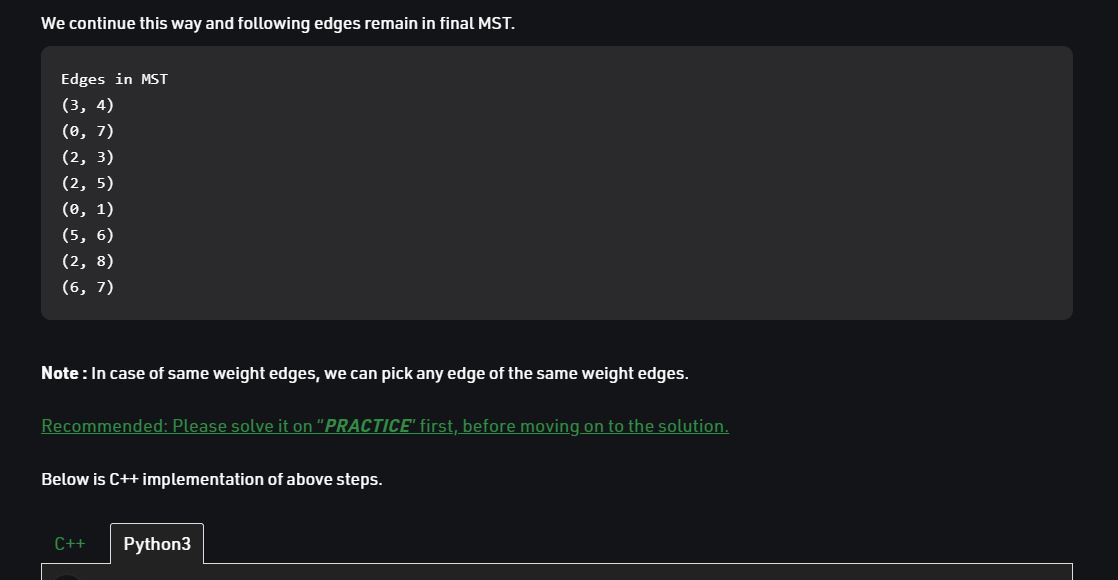 We continue this way and following edges remain in final MST.
Edges in MST
(3, 4)
(0, 7)
(2, 3)
(2, 5)
(0, 1)
(5, 6)
(2, 8)
(6, 7)
Note : In case of same weight edges, we can pick any edge of the same weight edges.
Recommended: Please solve it on “PRACTICE” first, before moving on to the solution.
Below is C++ implementation of above steps.
C++ Python3